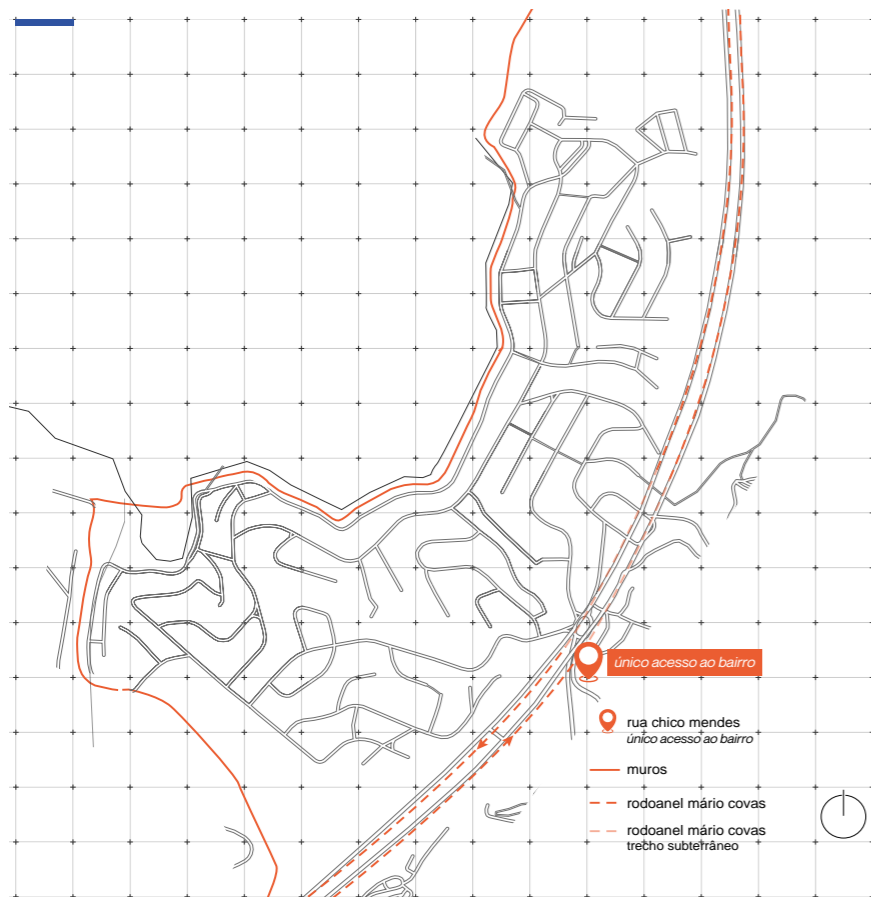 único acesso ao bairro
rua chico mendes
único acesso ao bairro
muros
rodoanel mário covas
rodoanel mário covas
trecho subterrâneo